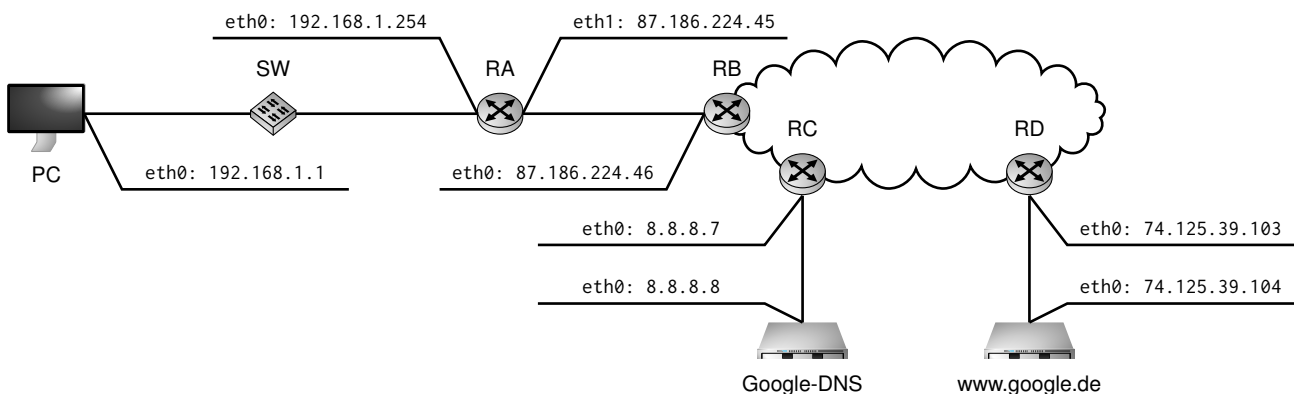 eth0: 192.168.1.254
eth1: 87.186.224.45
SW
RA
RB
RC
RD
PC
eth0: 192.168.1.1
eth0: 87.186.224.46
eth0: 8.8.8.7
eth0: 74.125.39.103
eth0: 8.8.8.8
eth0: 74.125.39.104
Google-DNS
www.google.de